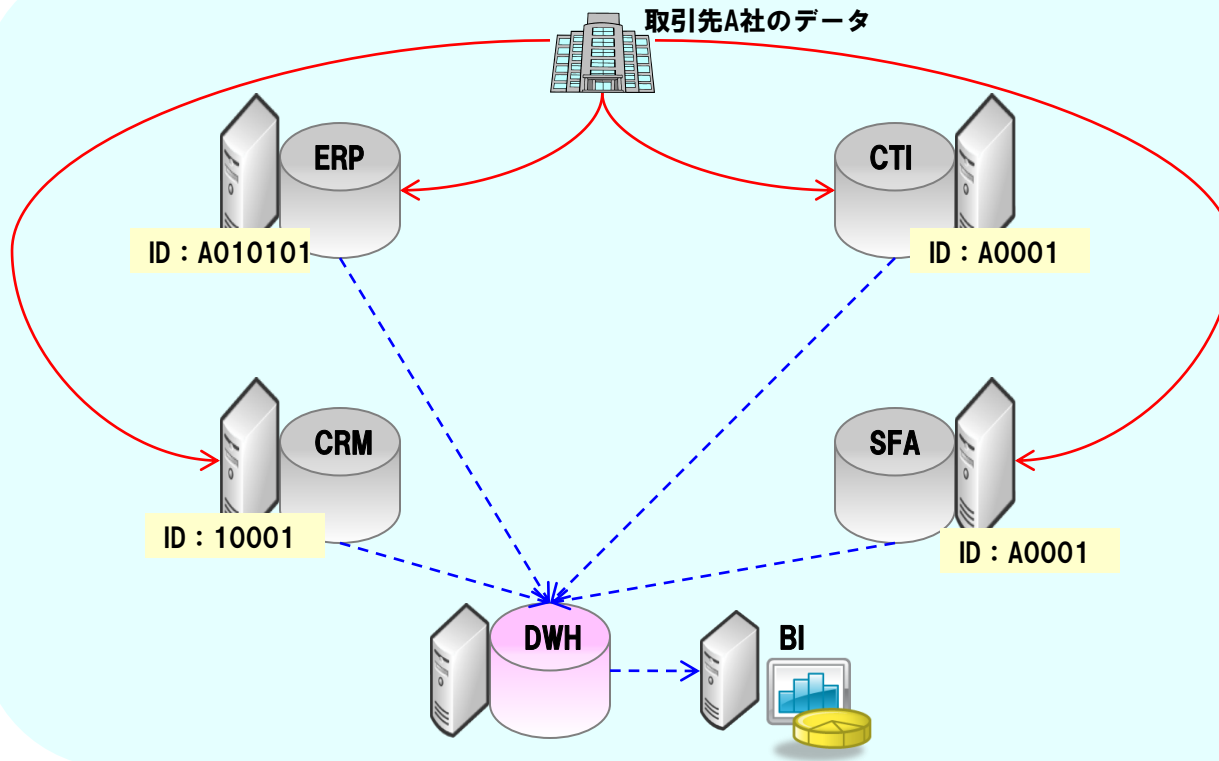 取引先A社のデータ
ERP
CTI
ID：A010101
ID：A0001
CRM
SFA
ID：10001
ID：A0001
DWH
BI